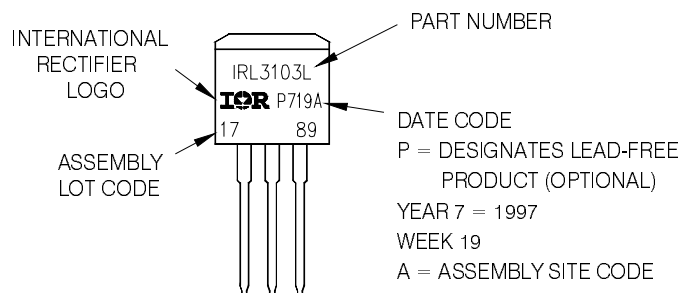 INTERNATIONAL
RECTIFIER
LOGO
ASSEMBLY
LOT CODE
IRL3103L
IOR P719A
17 89
PART NUMBER
DATE CODE
P = DESIGNATES LEAD-FREE
PRODUCT (OPTIONAL)
YEAR 7 = 1997
WEEK 19
A = ASSEMBLY SITE CODE